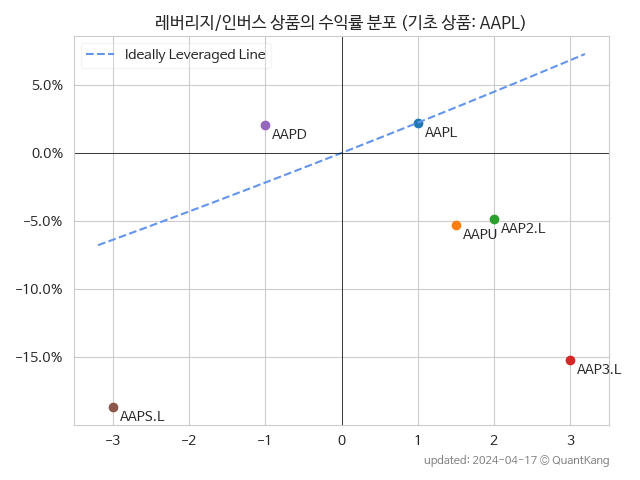 레버리지/인버스 상품의 수익률 분포 (기초 상품: AAPL)
Ideally Leveraged Line
5.0%
AAPD
AAPL
0.0%
-5.0%
AAPU
AAP2.L
-10.0%
-15.0%
AAP3.L
AAPS.L
-3 -2 -1 0 1 2 3
updated: 2024-04-17 © QuantKang